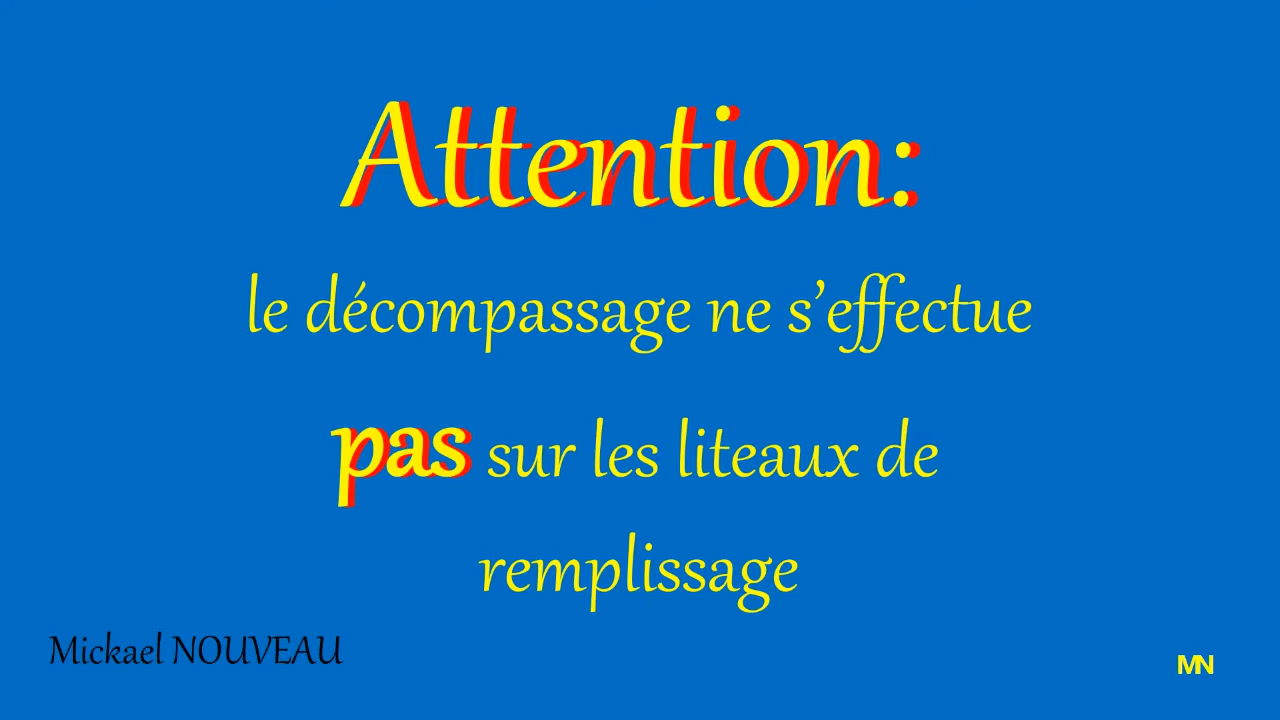 Attention:
le décompassage ne s’effectue
pas sur les liteaux de
remplissage
Mickael NOUVEAU
MN